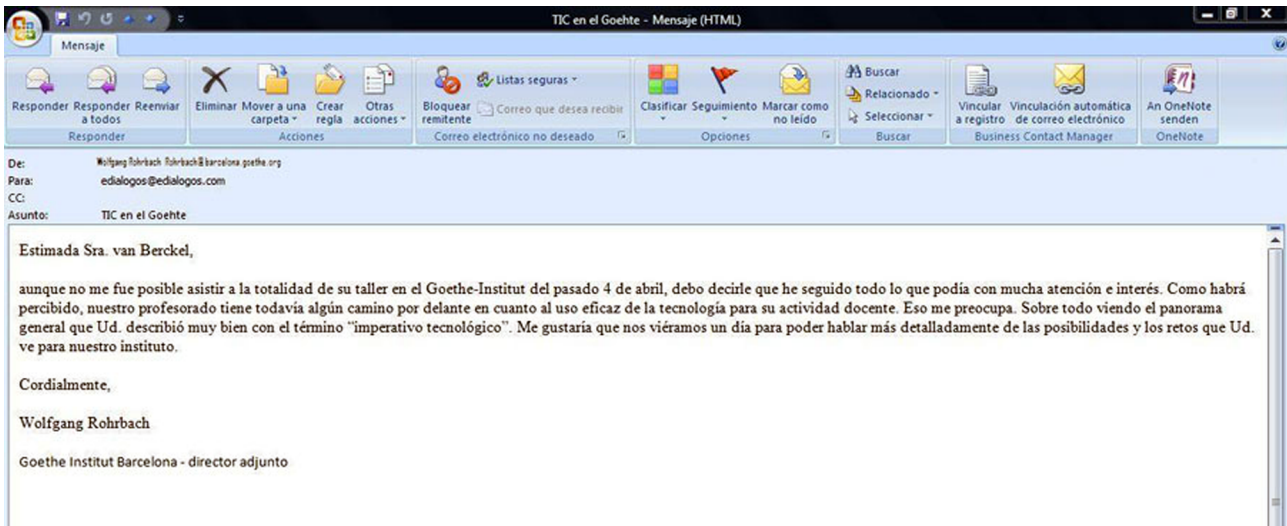 TIC en el Goehte - Mensaje (HTML)
Mensaje
Responder Responder a todos Reenviar
Eliminar Mover a una carpeta Crear regla Otras acciones
Bloquear remitente Listas seguras Correo que desea recibir
Clasificar Seguimiento Marcar como no leído
Buscar Relacionado Seleccionar
Vincular a registro Vinculación automática de correo electrónico
An OneNote senden
Responder Acciones Correo electrónico no deseado Opciones Buscar Business Contact Manager OneNote
De: Wolfgang Rohrbach Rohrbach@barcelona.goethe.org
Para: edialogos@edialogos.com
CC:
Asunto: TIC en el Goehte
Estimada Sra. van Berckel,
aunque no me fue posible asistir a la totalidad de su taller en el Goethe-Institut del pasado 4 de abril, debo decirle que he seguido todo lo que podía con mucha atención e interés. Como habrá
percibido, nuestro profesorado tiene todavía algún camino por delante en cuanto al uso eficaz de la tecnología para su actividad docente. Eso me preocupa. Sobre todo viendo el panorama
general que Ud. describió muy bien con el término “imperativo tecnológico”. Me gustaría que nos viéramos un día para poder hablar más detalladamente de las posibilidades y los retos que Ud.
ve para nuestro instituto.
Cordialmente,
Wolfgang Rohrbach
Goethe Institut Barcelona - director adjunto